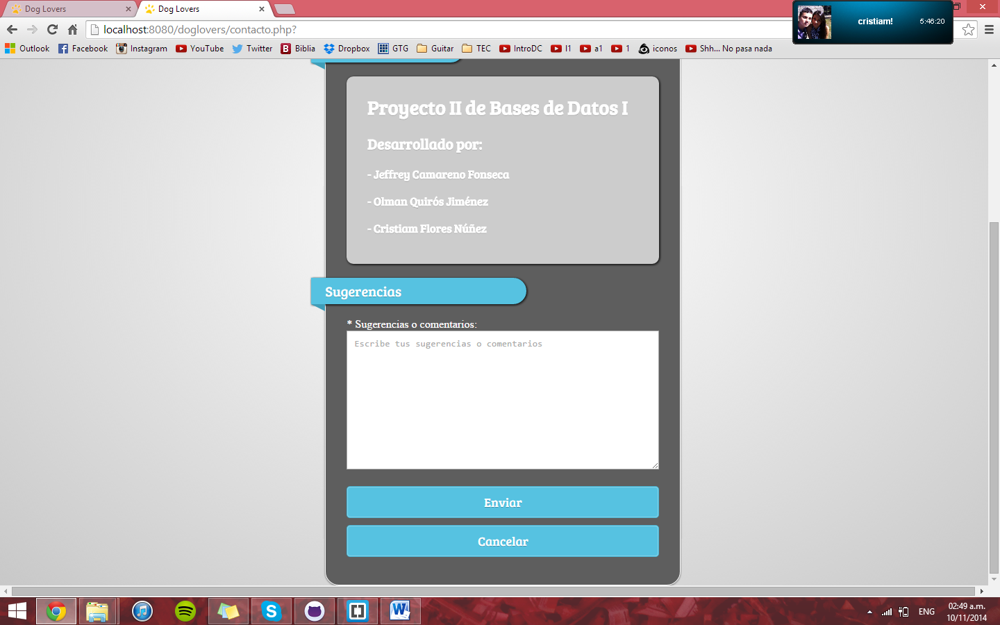 Dog Lovers
Dog Lovers
cristiam!
5:46:20
localhost:8080/doglovers/contacto.php?
Outlook
Facebook
Instagram
YouTube
Twitter
Biblia
Dropbox
GTG
Guitar
TEC
IntroDC
a1
1
iconos
Shh... No pasa nada
Proyecto II de Bases de Datos I
Desarrollado por:
- Jeffrey Camareno Fonseca
- Olman Quirós Jiménez
- Cristiam Flores Núñez
Sugerencias
* Sugerencias o comentarios:
Escribe tus sugerencias o comentarios
Enviar
Cancelar
ENG
02:49 a.m.
10/11/2014